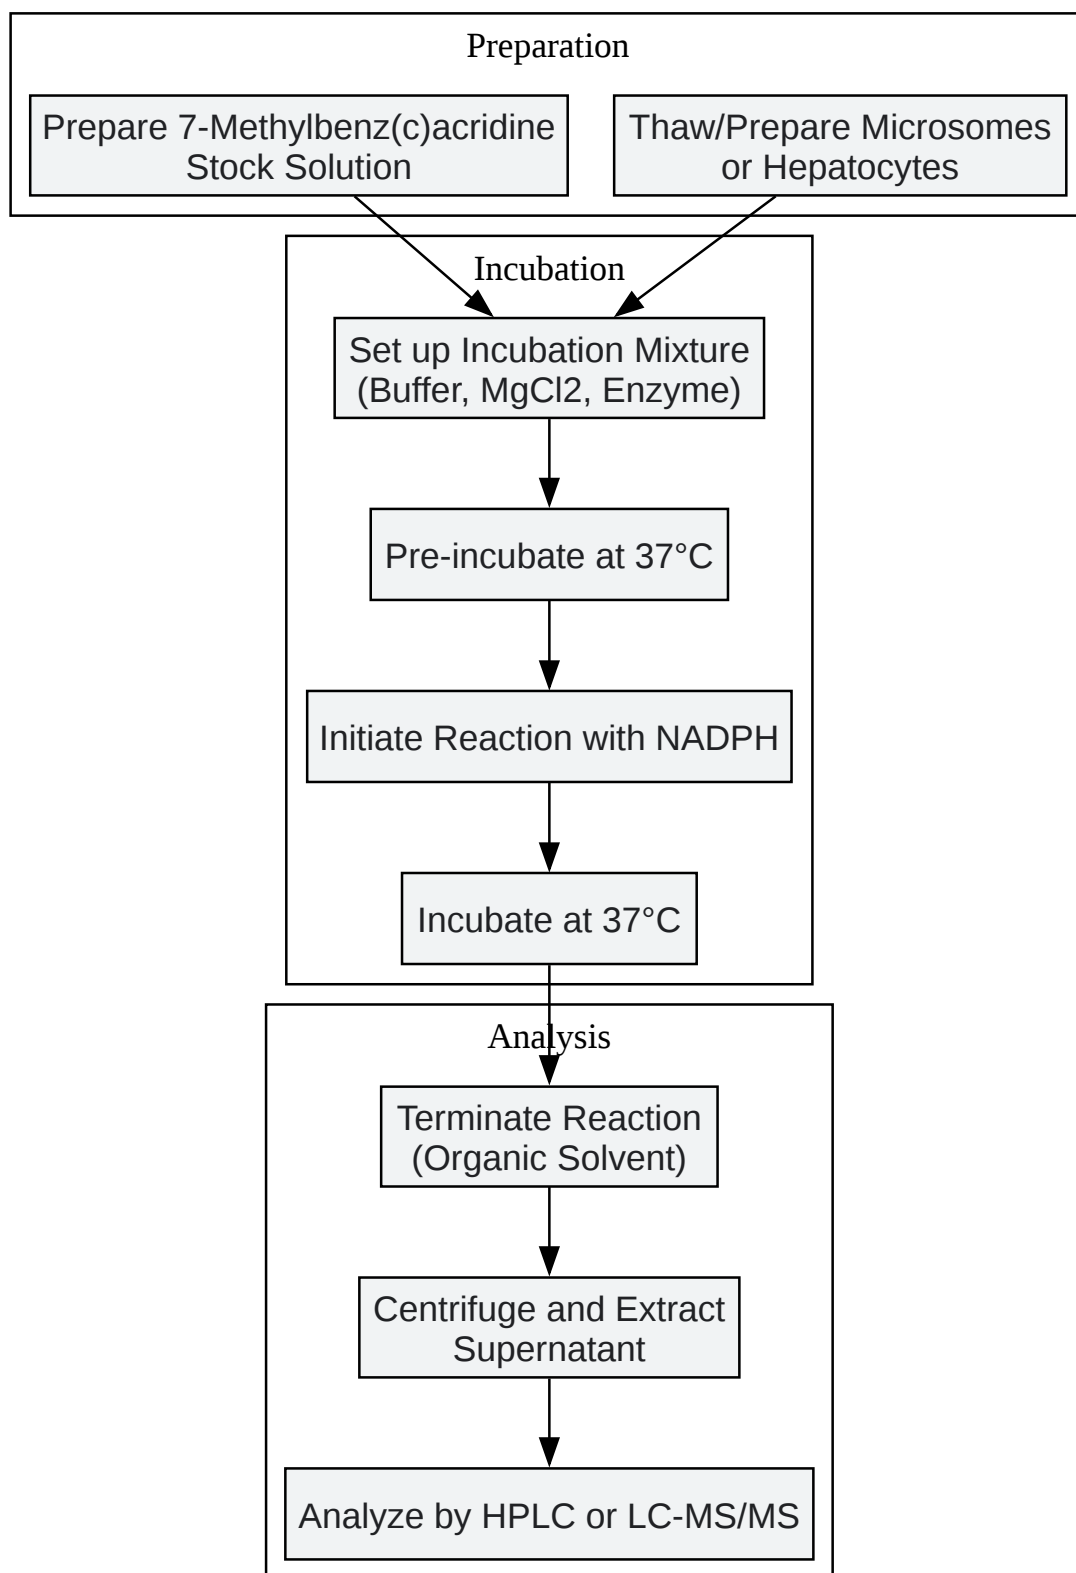 Preparation
Prepare 7-Methylbenz(c)acridine
Stock Solution
Thaw/Prepare Microsomes
or Hepatocytes
Incubation
Set up Incubation Mixture
(Buffer, MgCl2, Enzyme)
Pre-incubate at 37°C
Initiate Reaction with NADPH
Incubate at 37°C
Analysis
Terminate Reaction
(Organic Solvent)
Centrifuge and Extract
Supernatant
Analyze by HPLC or LC-MS/MS